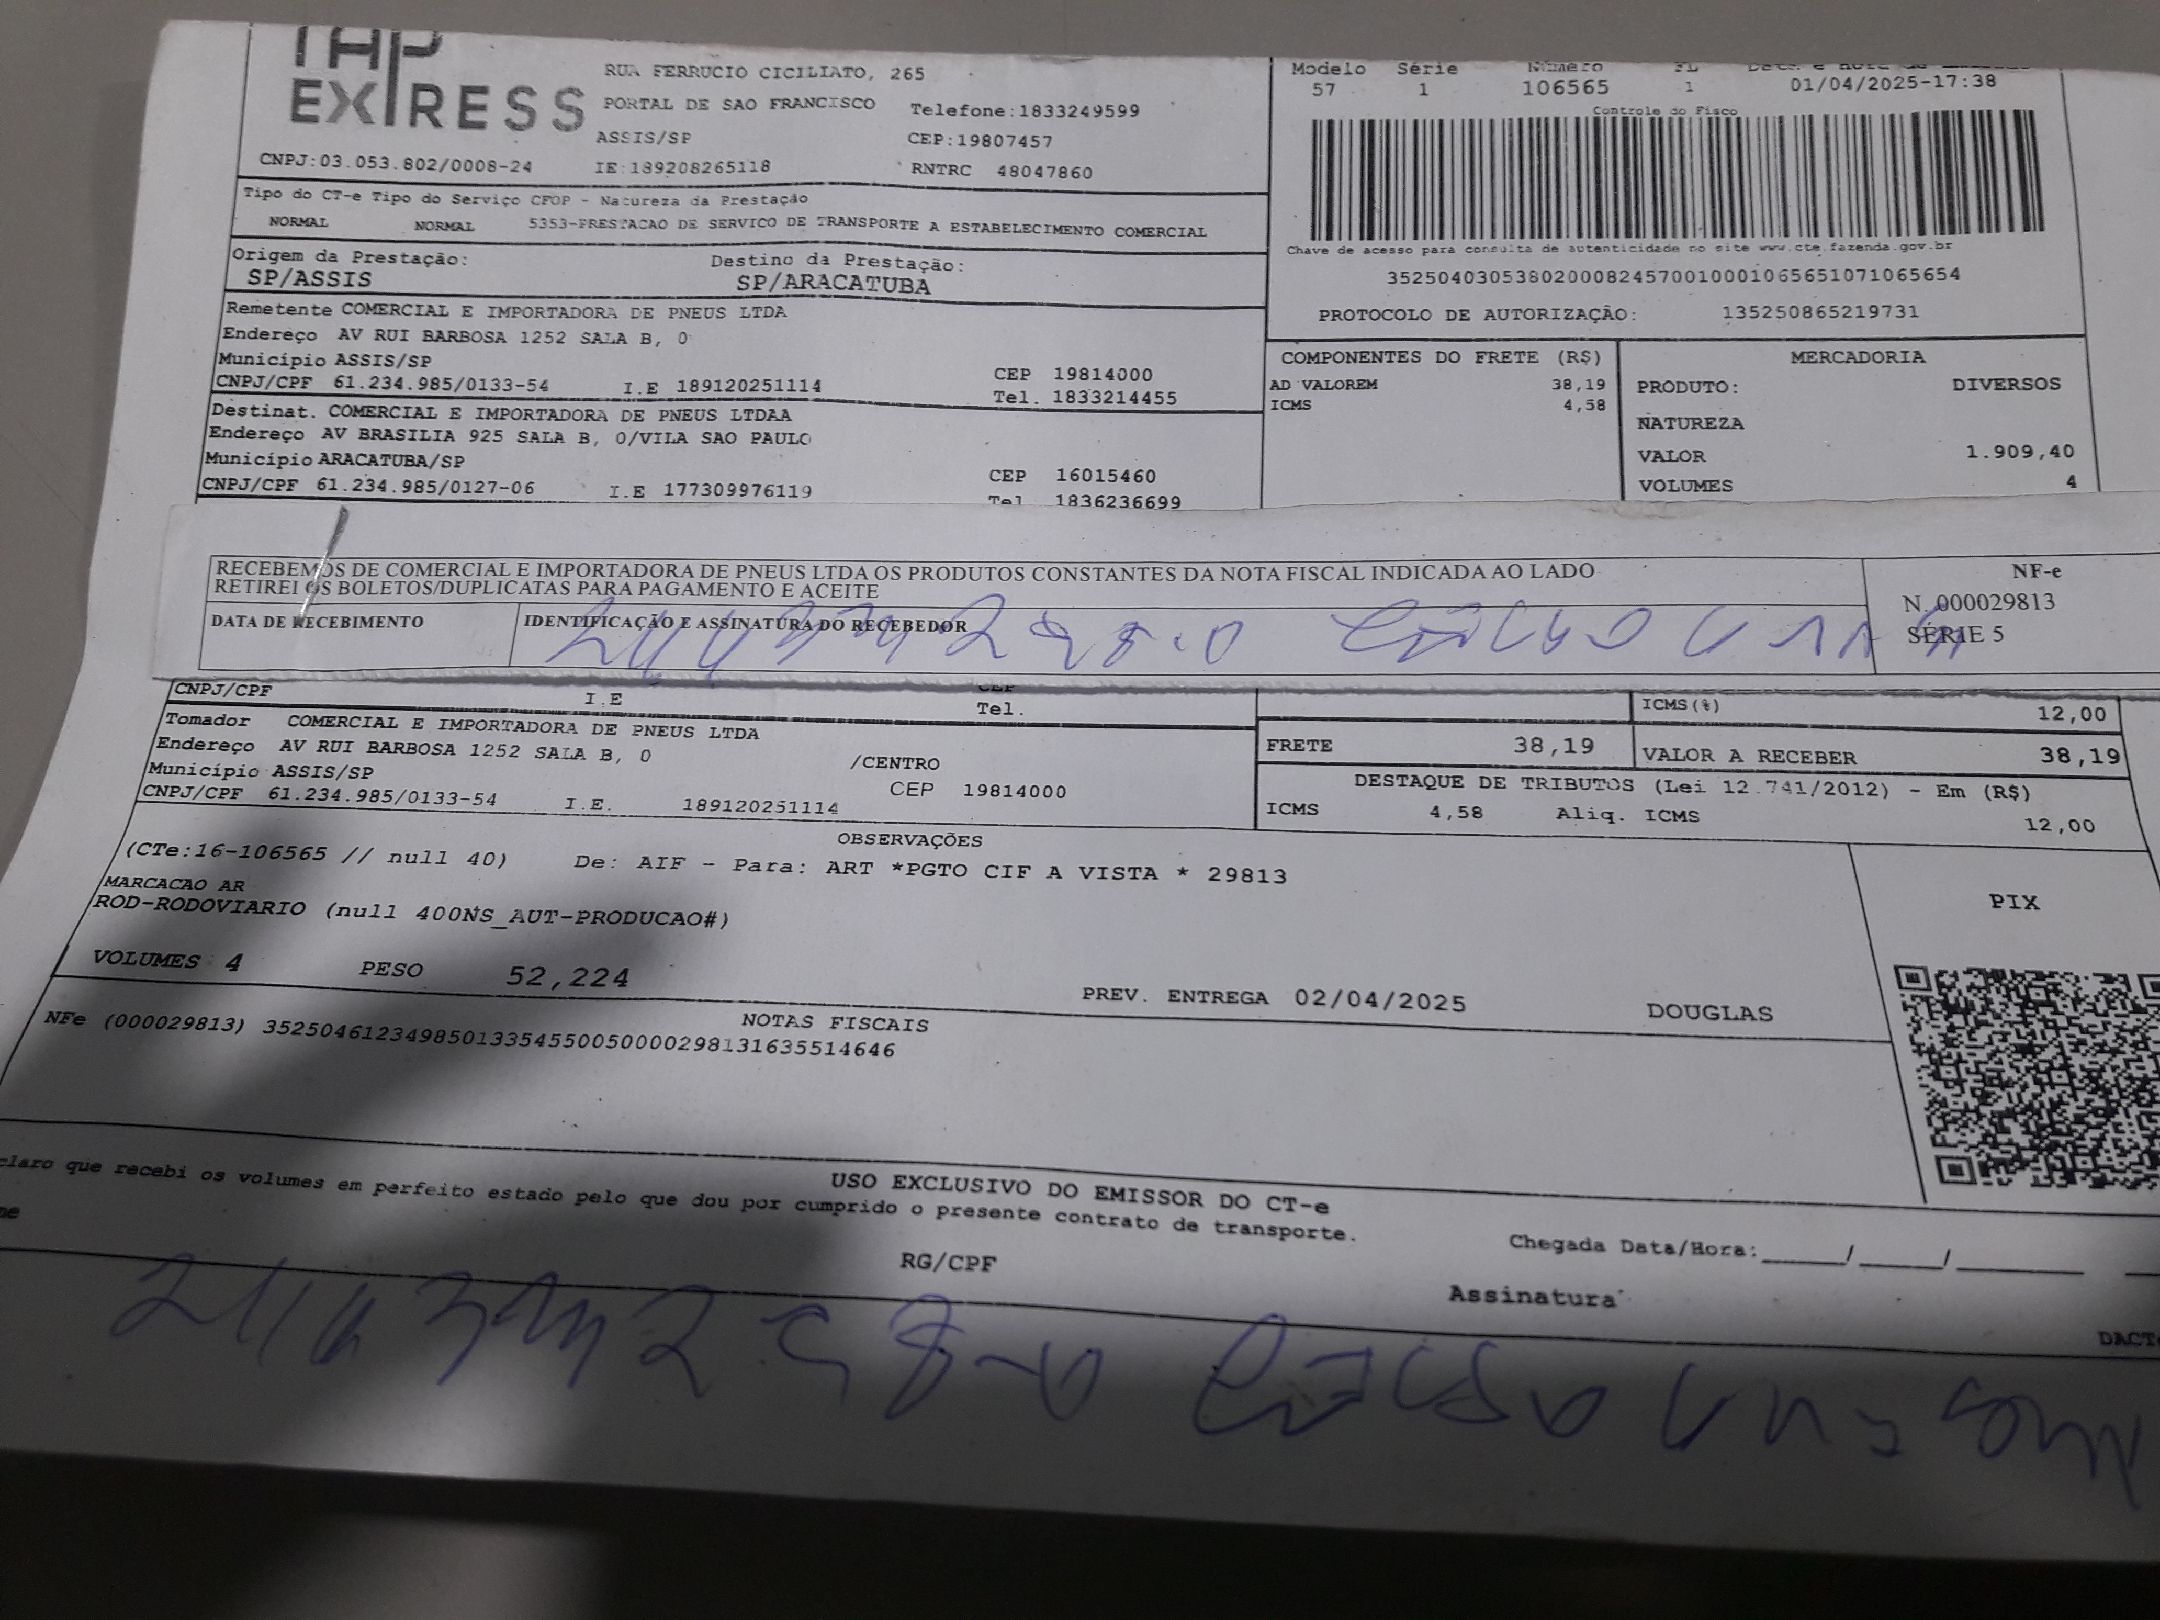 TAP
EXPRESS
RUA FERRUCIO CICILIATO, 265
PORTAL DE SAO FRANCISCO Telefone:1833249599
ASSIS/SP CEP:19807457
CNPJ:03.053.802/0008-24 IE:189208265118 RNTRC 48047860
Modelo Série Número FL
57 1 106565 1 01/04/2025-17:38
Controle do Fisco
Chave de acesso para consulta de autenticidade no site www.cte.fazenda.gov.br
35250403053802000824570010001065651071065654
PROTOCOLO DE AUTORIZAÇÃO: 135250865219731
Tipo do CT-e Tipo do Serviço CFOP - Natureza da Prestação
NORMAL NORMAL 5353-PRESTACAO DE SERVICO DE TRANSPORTE A ESTABELECIMENTO COMERCIAL
Origem da Prestação: Destino da Prestação:
SP/ASSIS SP/ARACATUBA
Remetente COMERCIAL E IMPORTADORA DE PNEUS LTDA
Endereço AV RUI BARBOSA 1252 SALA B, 0
Município ASSIS/SP CEP 19814000
CNPJ/CPF 61.234.985/0133-54 I.E 189120251114 Tel. 1833214455
Destinat. COMERCIAL E IMPORTADORA DE PNEUS LTDAA
Endereço AV BRASILIA 925 SALA B, 0/VILA SAO PAULO
Município ARACATUBA/SP CEP 16015460
CNPJ/CPF 61.234.985/0127-06 I.E 177309976119 Tel 1836236699
COMPONENTES DO FRETE (R$)
AD VALOREM 38,19
ICMS 4,58
MERCADORIA
PRODUTO: DIVERSOS
NATUREZA
VALOR 1.909,40
VOLUMES 4
RECEBEMOS DE COMERCIAL E IMPORTADORA DE PNEUS LTDA OS PRODUTOS CONSTANTES DA NOTA FISCAL INDICADA AO LADO
RETIREI OS BOLETOS/DUPLICATAS PARA PAGAMENTO E ACEITE
DATA DE RECEBIMENTO IDENTIFICAÇÃO E ASSINATURA DO RECEBEDOR
NF-e
N. 000029813
SÉRIE 5
CNPJ/CPF I.E CEP
Tel.
Tomador COMERCIAL E IMPORTADORA DE PNEUS LTDA
Endereço AV RUI BARBOSA 1252 SALA B, 0 /CENTRO
Município ASSIS/SP CEP 19814000
CNPJ/CPF 61.234.985/0133-54 I.E. 189120251114
ICMS(%) 12,00
FRETE 38,19 VALOR A RECEBER 38,19
DESTAQUE DE TRIBUTOS (Lei 12.741/2012) - Em (R$)
ICMS 4,58 Aliq. ICMS 12,00
OBSERVAÇÕES
(CTe:16-106565 // null 40) De: AIF - Para: ART *PGTO CIF A VISTA * 29813
MARCACAO AR
ROD-RODOVIARIO (null 400NS_AUT-PRODUCAO#)
VOLUMES 4 PESO 52,224 PREV. ENTREGA 02/04/2025 DOUGLAS
PIX
NOTAS FISCAIS
NFe (000029813) 35250461234985013354550050000298131635514646
USO EXCLUSIVO DO EMISSOR DO CT-e
claro que recebi os volumes em perfeito estado pelo que dou por cumprido o presente contrato de transporte.
me RG/CPF Chegada Data/Hora:_____/_____/_______
Assinatura
DACT